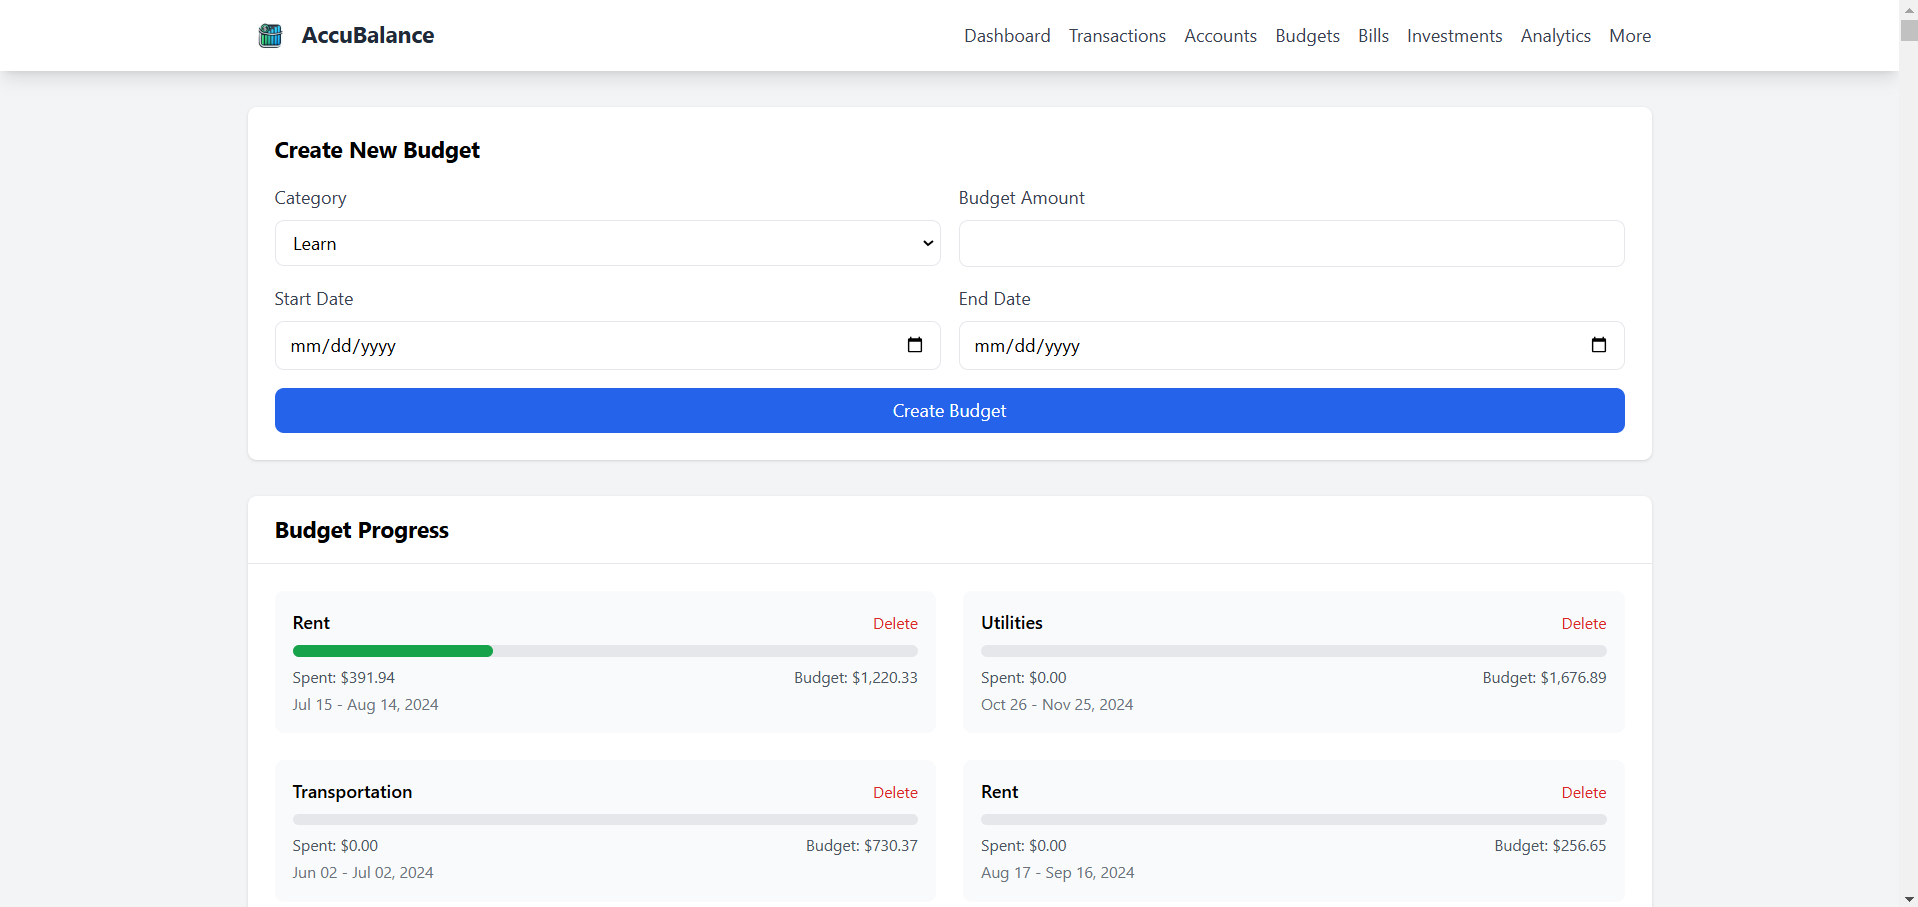 AccuBalance
Dashboard Transactions Accounts Budgets Bills Investments Analytics More
Create New Budget
Category
Budget Amount
Learn
Start Date
End Date
mm/dd/yyyy
mm/dd/yyyy
Create Budget
Budget Progress
Rent
Delete
Spent: $391.94
Budget: $1,220.33
Jul 15 - Aug 14, 2024
Utilities
Delete
Spent: $0.00
Budget: $1,676.89
Oct 26 - Nov 25, 2024
Transportation
Delete
Spent: $0.00
Budget: $730.37
Jun 02 - Jul 02, 2024
Rent
Delete
Spent: $0.00
Budget: $256.65
Aug 17 - Sep 16, 2024